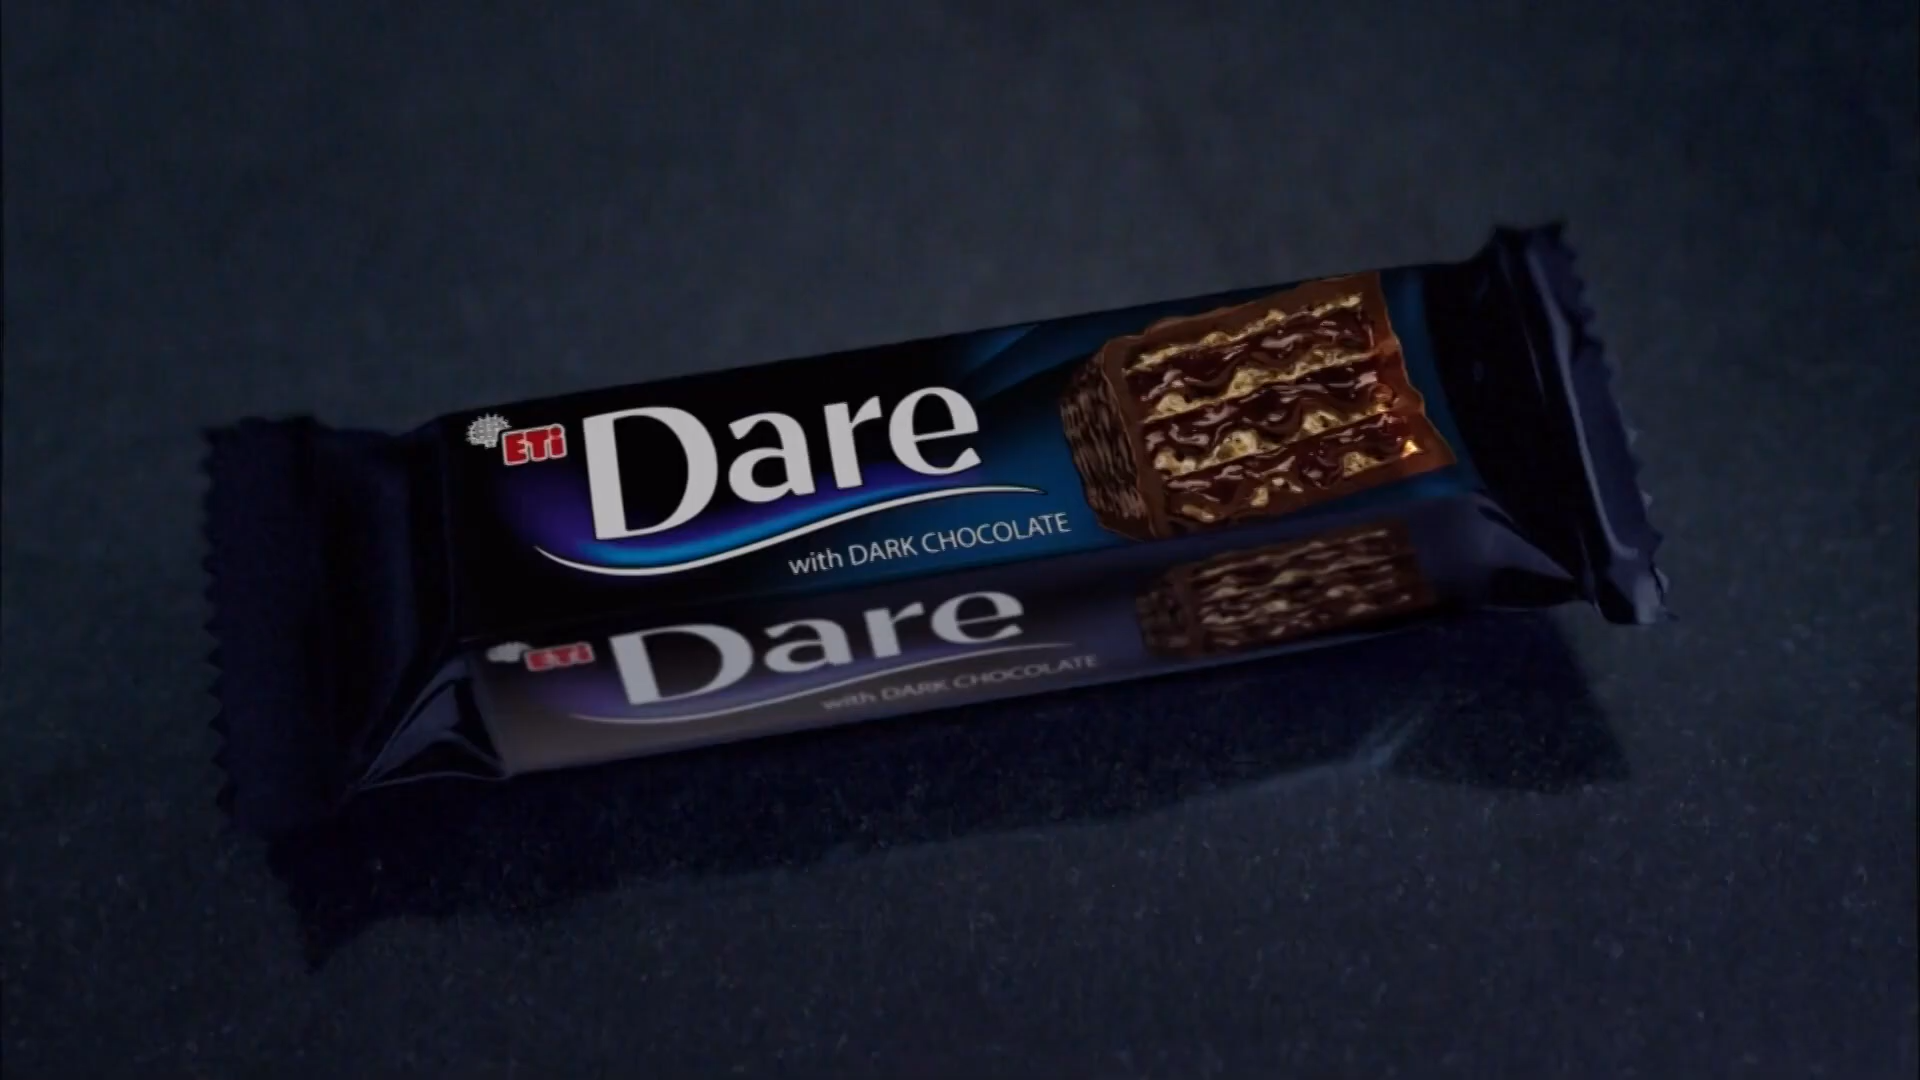 ETi
Dare
with DARK CHOCOLATE
ETi
Dare
with DARK CHOCOLATE